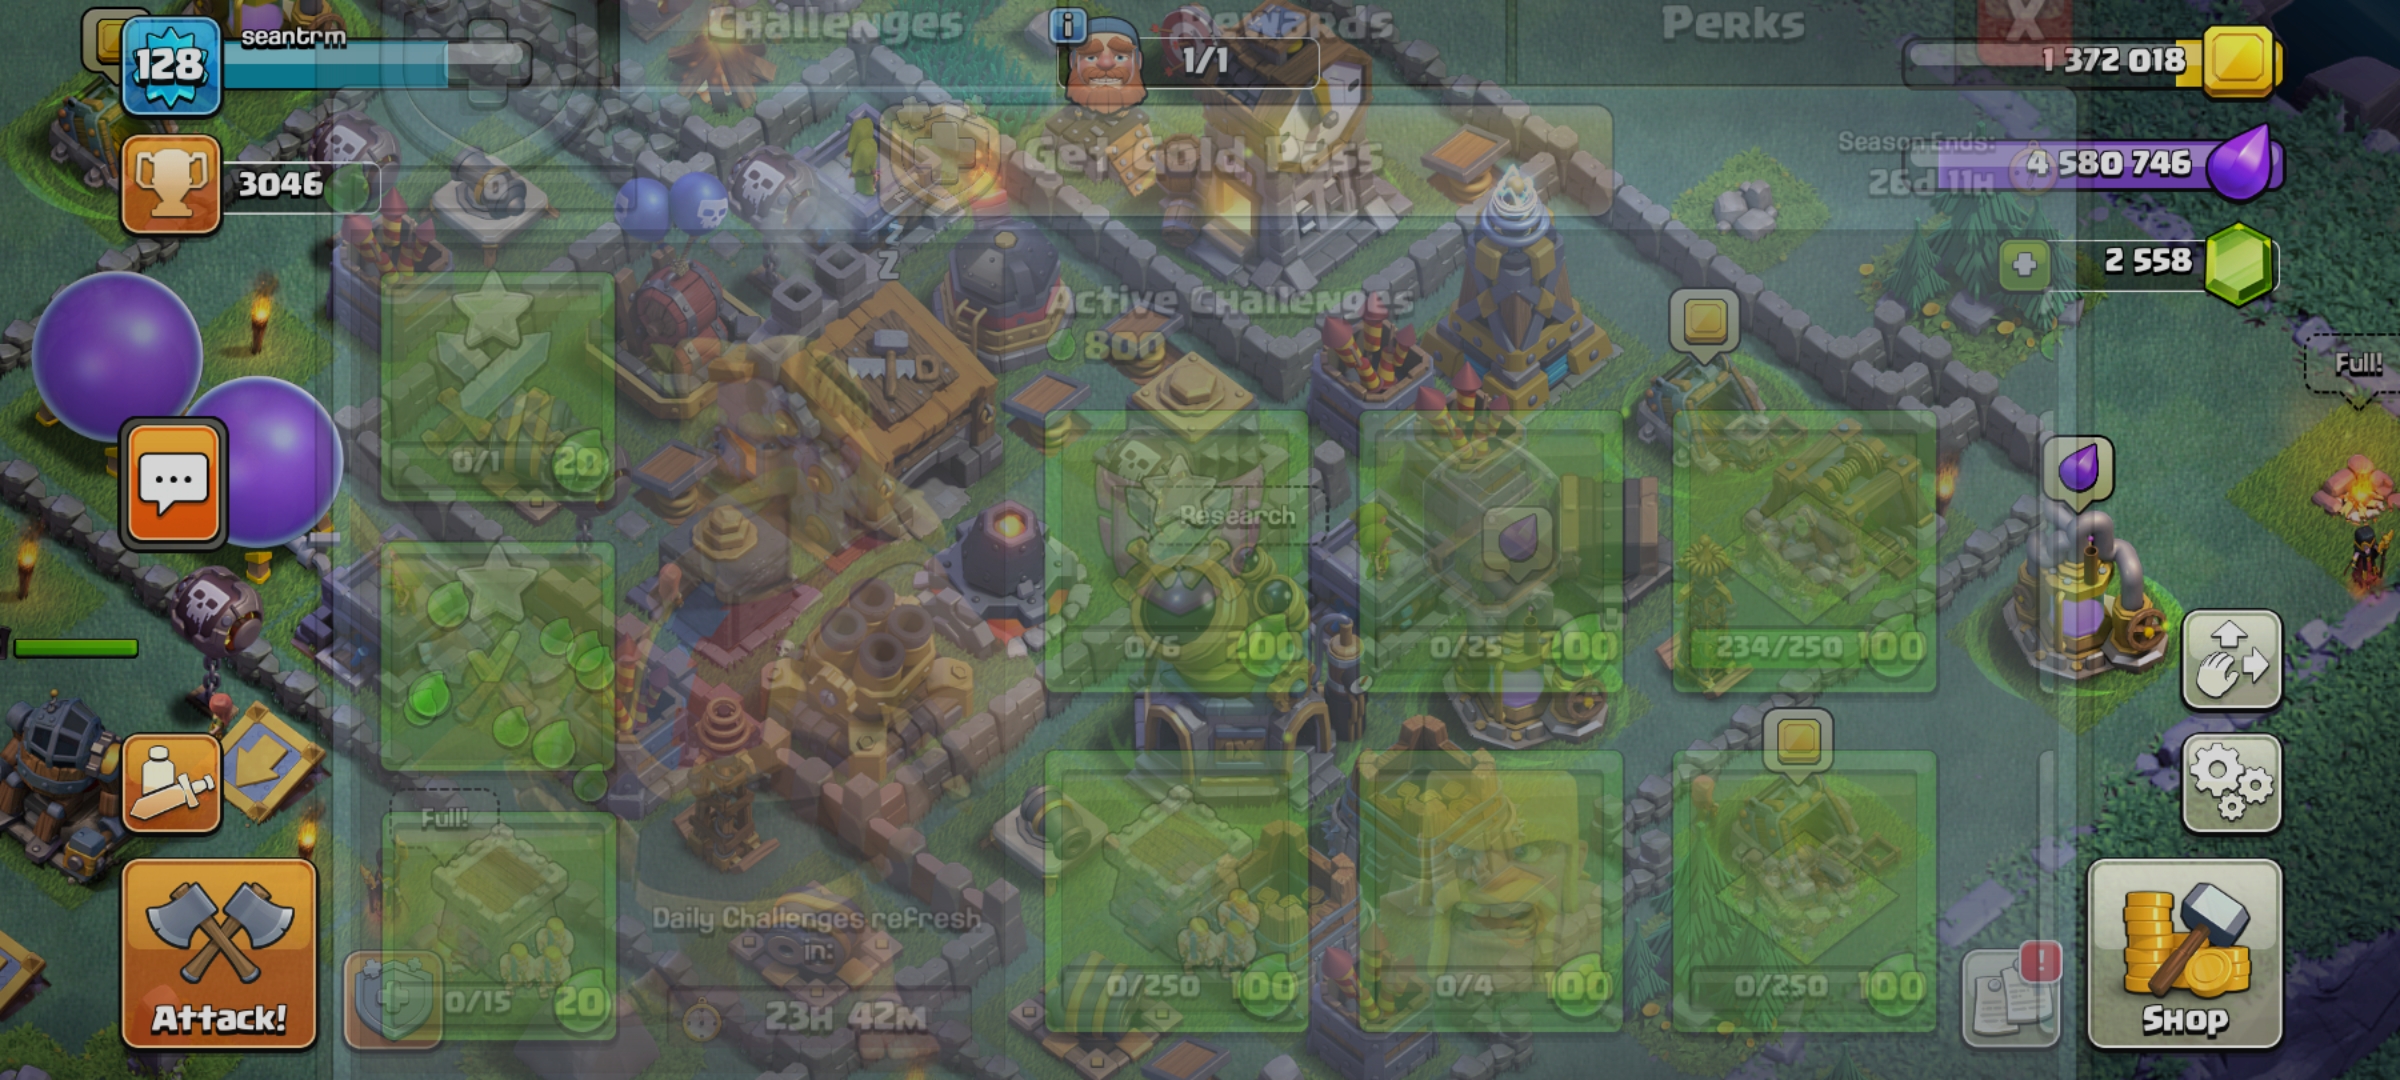 Challenges
Rewards
Perks
X
128
seantrm
i
1/1
1 372 018
Get Gold Pass
Season Ends:
26d 11H
4 580 746
3046
0
z
Z
2 558
Active Challenges
800
Full!
0/1
20
Research
0/6
200
0/25
200
234/250
100
Full!
Daily Challenges refresh
in:
23H 42M
0/15
20
0/250
100
0/4
100
0/250
100
!
Attack!
Shop